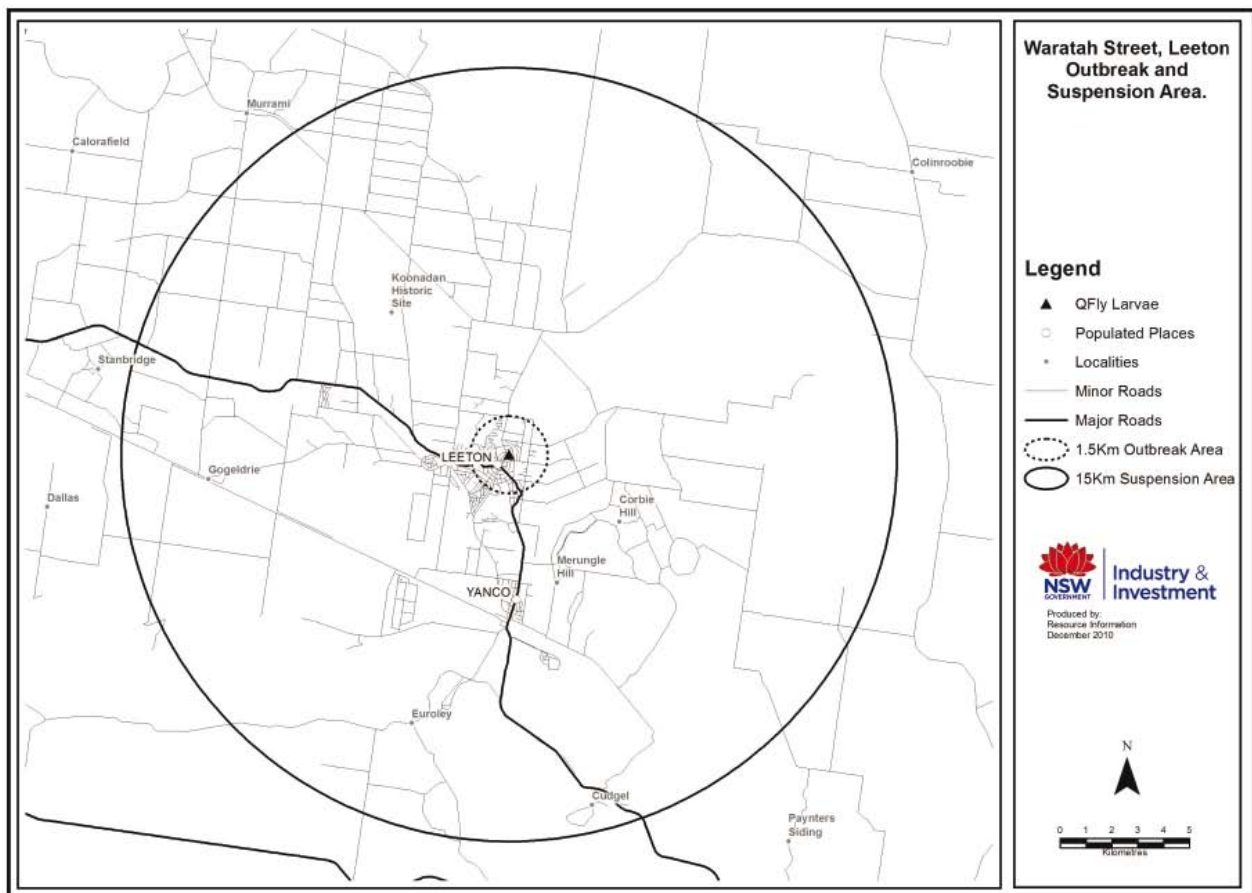 Murrami
Calorafield
Colinroobie
Koonadan
Historic
Site
Stanbridge
LEETON
Gogeldrie
Dallas
Corbie
Hill
Merungle
Hill
YANCO
Euroley
Cudgel
Paynters
Siding
Waratah Street, Leeton
Outbreak and
Suspension Area.
Legend
QFly Larvae
Populated Places
Localities
Minor Roads
Major Roads
1.5Km Outbreak Area
15Km Suspension Area
NSW
GOVERNMENT
Industry &
Investment
Produced by:
Resource Information
December 2010
N
0 1 2 3 4 5
Kilometres